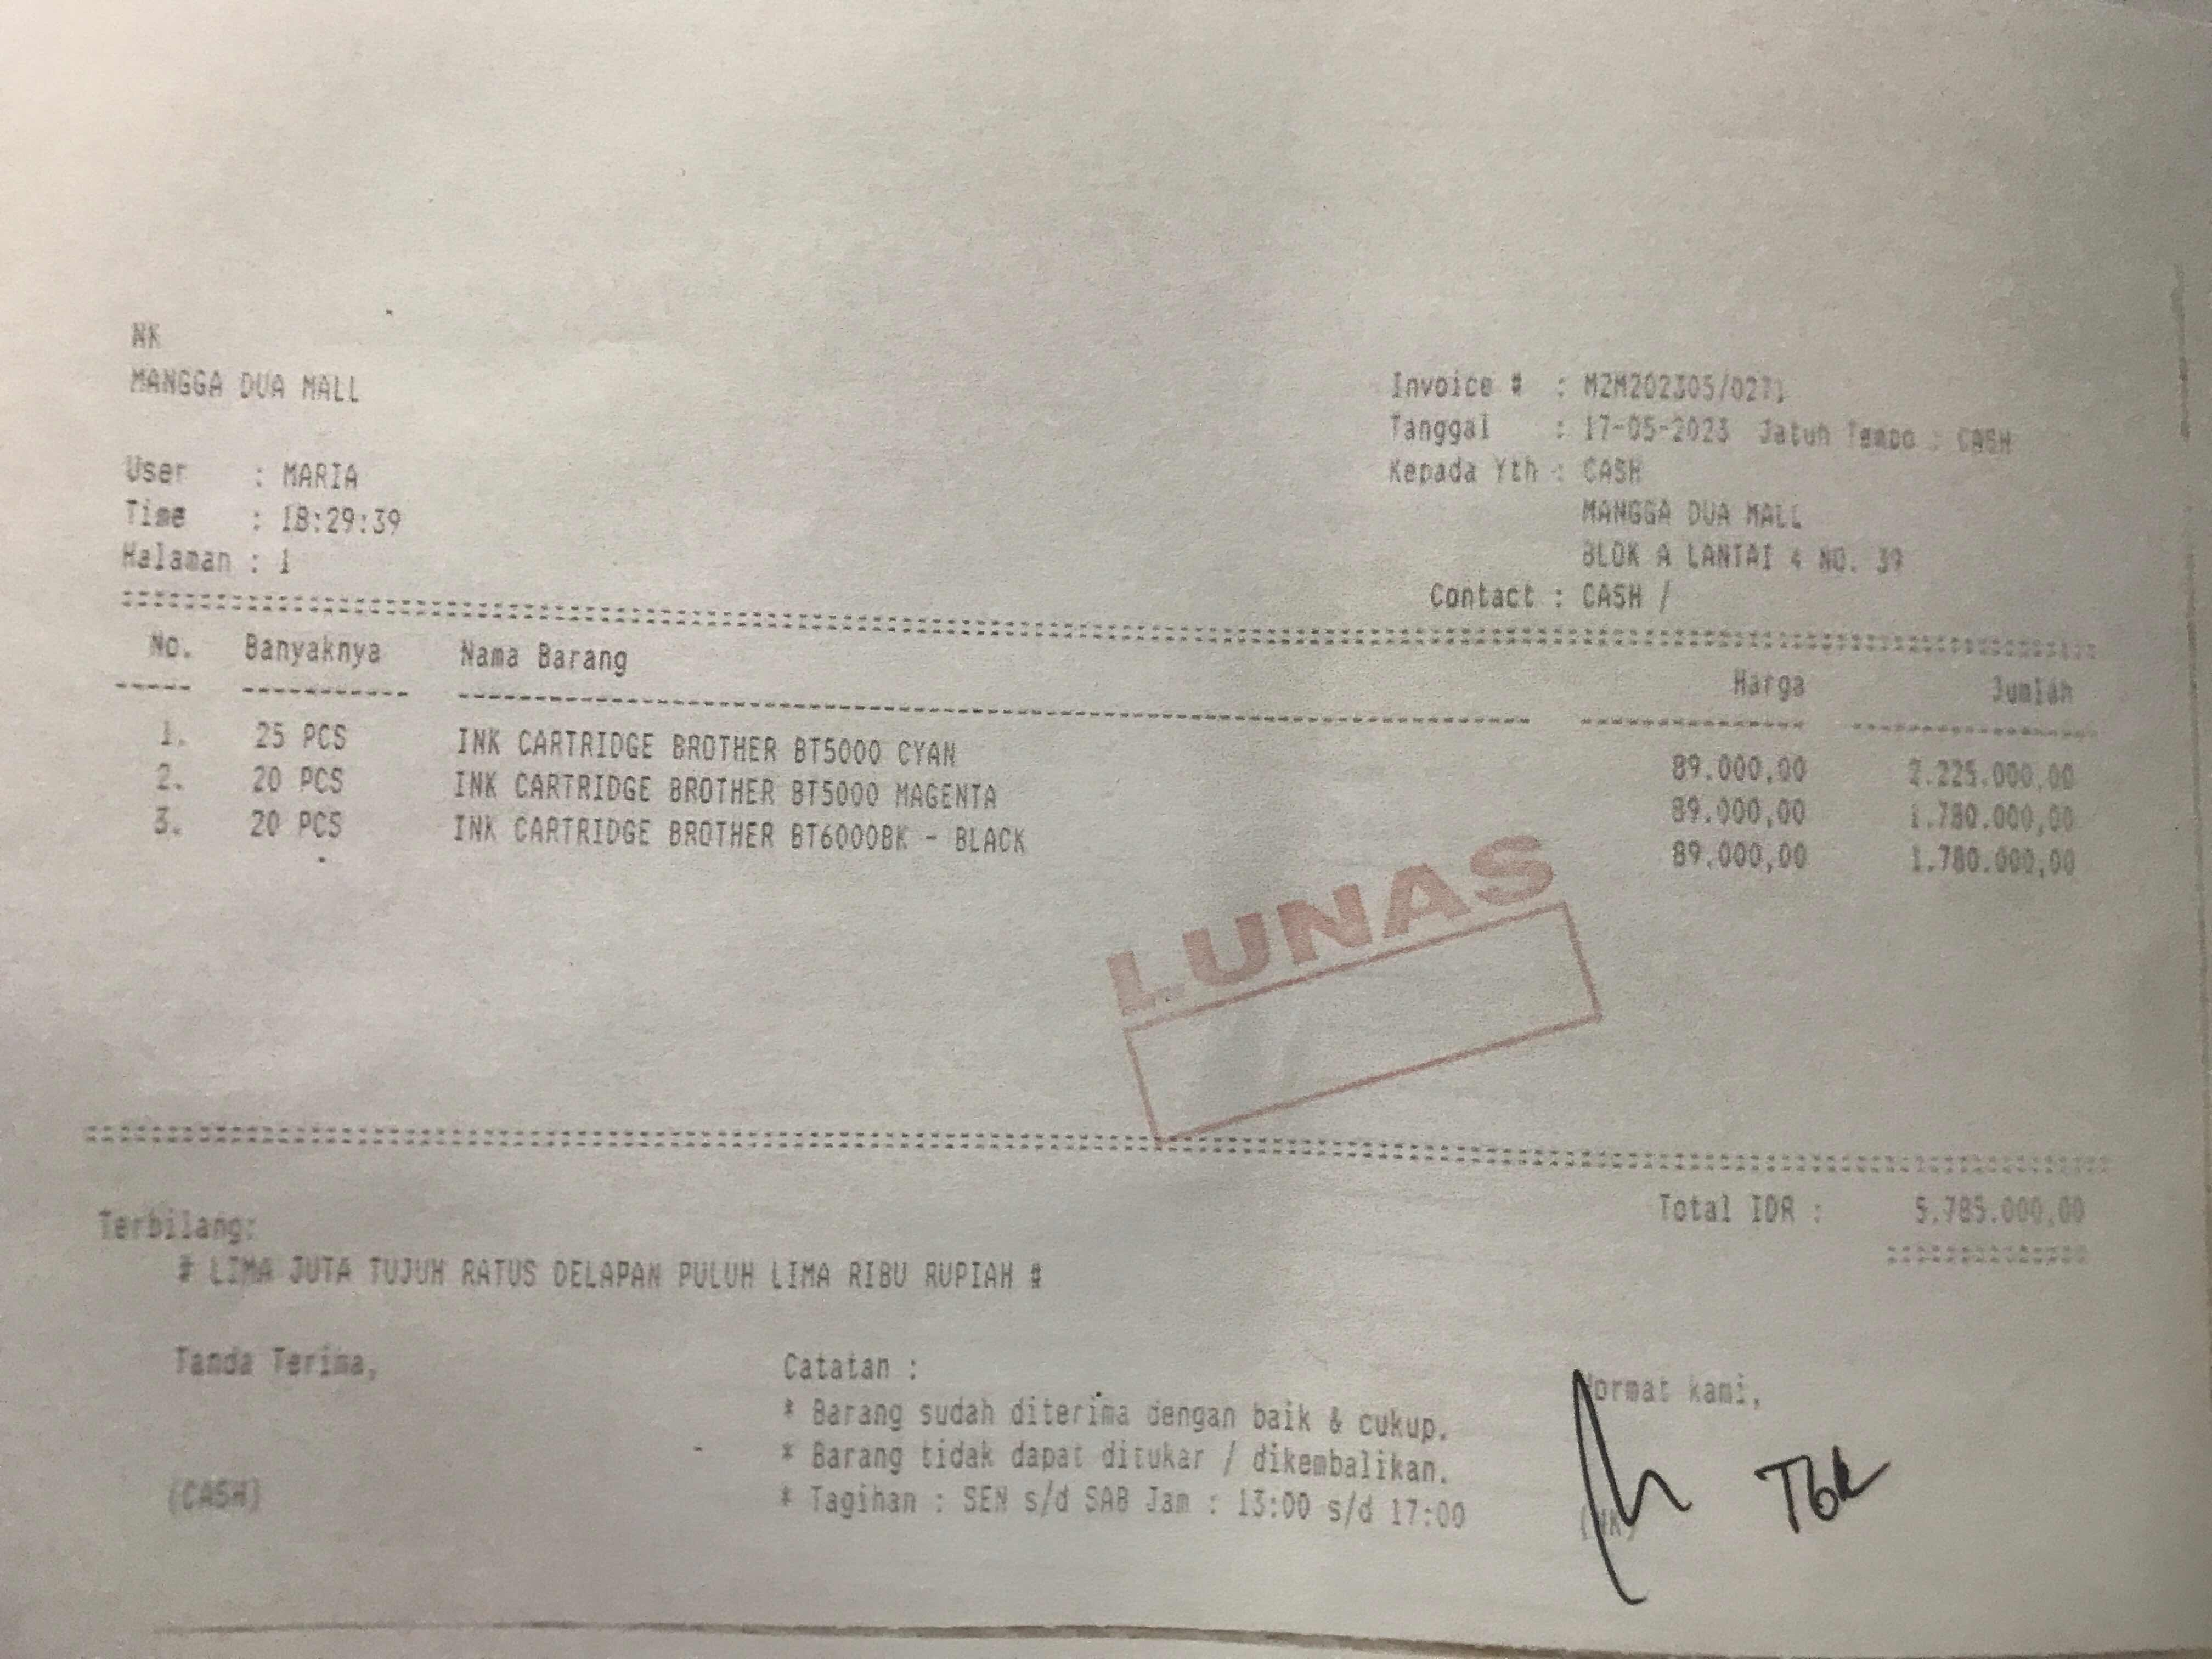 NK
MANGGA DUA MALL
Invoice # : M2M202305/0271
Tanggal : 17-05-2023 Jatuh Tempo : CASH
Kepada Yth : CASH
MANGGA DUA MALL
BLOK A LANTAI 4 NO. 39
Contact : CASH /
User : MARIA
Time : 18:29:39
Halaman : 1
No. Banyaknya Nama Barang Harga Jumlah
1. 25 PCS INK CARTRIDGE BROTHER BT5000 CYAN 89.000,00 2.225.000,00
2. 20 PCS INK CARTRIDGE BROTHER BT5000 MAGENTA 89.000,00 1.780.000,00
3. 20 PCS INK CARTRIDGE BROTHER BT6000BK - BLACK 89.000,00 1.780.000,00
LUNAS
Total IDR : 5.785.000,00
Terbilang:
# LIMA JUTA TUJUH RATUS DELAPAN PULUH LIMA RIBU RUPIAH #
Tanda Terima,
(CASH)
Catatan :
* Barang sudah diterima dengan baik & cukup.
* Barang tidak dapat ditukar / dikembalikan.
* Tagihan : SEN s/d SAB Jam : 13:00 s/d 17:00
Hormat kami,
(NK)